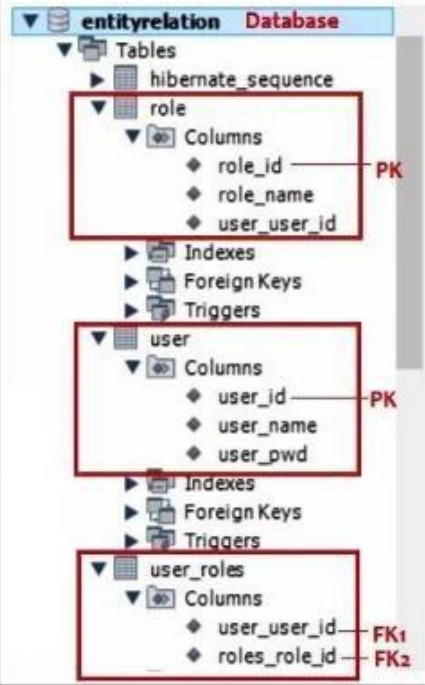 entityrelation Database
Tables
hibernate_sequence
role
Columns
role_id PK
role_name
user_user_id
Indexes
Foreign Keys
Triggers
user
Columns
user_id PK
user_name
user_pwd
Indexes
Foreign Keys
Triggers
user_roles
Columns
user_user_id FK1
roles_role_id FK2